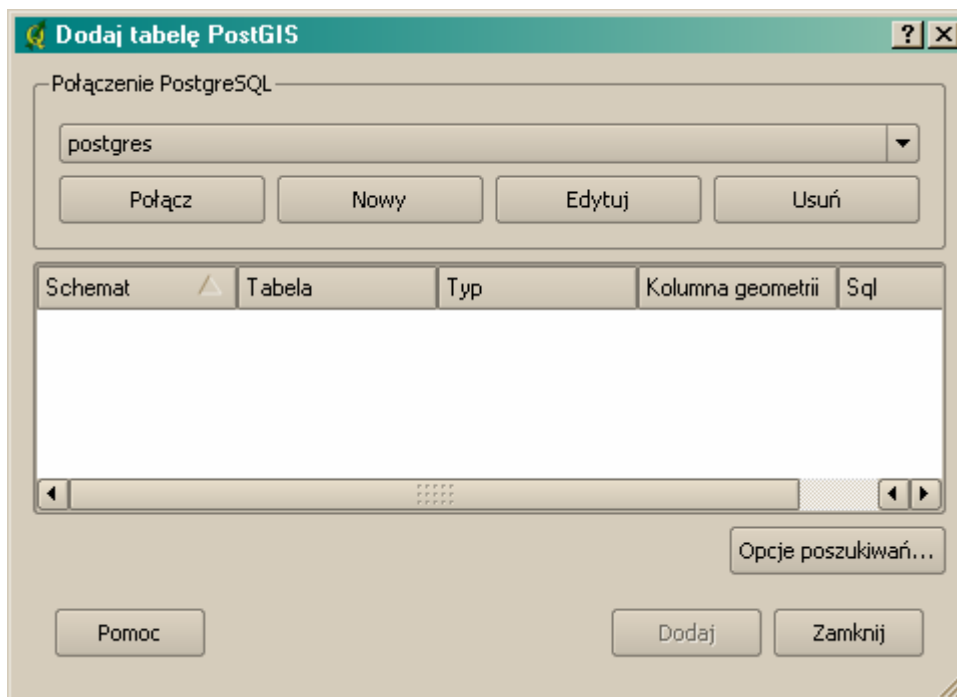 Dodaj tabelę PostGIS
Połączenie PostgreSQL
postgres
Połącz Nowy Edytuj Usuń
Schemat Tabela Typ Kolumna geometrii Sql
Opcje poszukiwań...
Pomoc Dodaj Zamknij